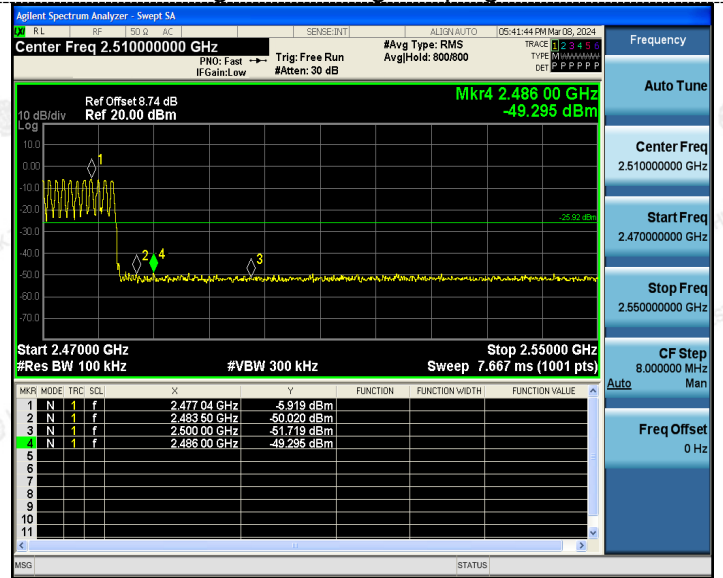 Agilent Spectrum Analyzer - Swept SA
RL RF 50 Ω AC SENSE:INT ALIGN AUTO 05:41:44 PM Mar 08, 2024
Center Freq 2.510000000 GHz
PNO: Fast
IFGain:Low
Trig: Free Run
#Atten: 30 dB
#Avg Type: RMS
Avg|Hold: 800/800
TRACE 1 2 3 4 5 6
TYPE M
DET P P P P P P
Frequency
Auto Tune
Center Freq
2.510000000 GHz
Start Freq
2.470000000 GHz
Stop Freq
2.550000000 GHz
CF Step
8.000000 MHz
Auto Man
Freq Offset
0 Hz
Mkr4 2.486 00 GHz
-49.295 dBm
Ref Offset 8.74 dB
10 dB/div Ref 20.00 dBm
Log
10.0
0.00
-10.0
-20.0
-30.0
-40.0
-50.0
-60.0
-70.0
1
2
4
3
-25.92 dBm
Start 2.47000 GHz Stop 2.55000 GHz
#Res BW 100 kHz #VBW 300 kHz Sweep 7.667 ms (1001 pts)
MKR MODE TRC SCL X Y FUNCTION FUNCTION WIDTH FUNCTION VALUE
1 N 1 f 2.477 04 GHz -5.919 dBm
2 N 1 f 2.483 50 GHz -50.020 dBm
3 N 1 f 2.500 00 GHz -51.719 dBm
4 N 1 f 2.486 00 GHz -49.295 dBm
5
6
7
8
9
10
11
MSG STATUS